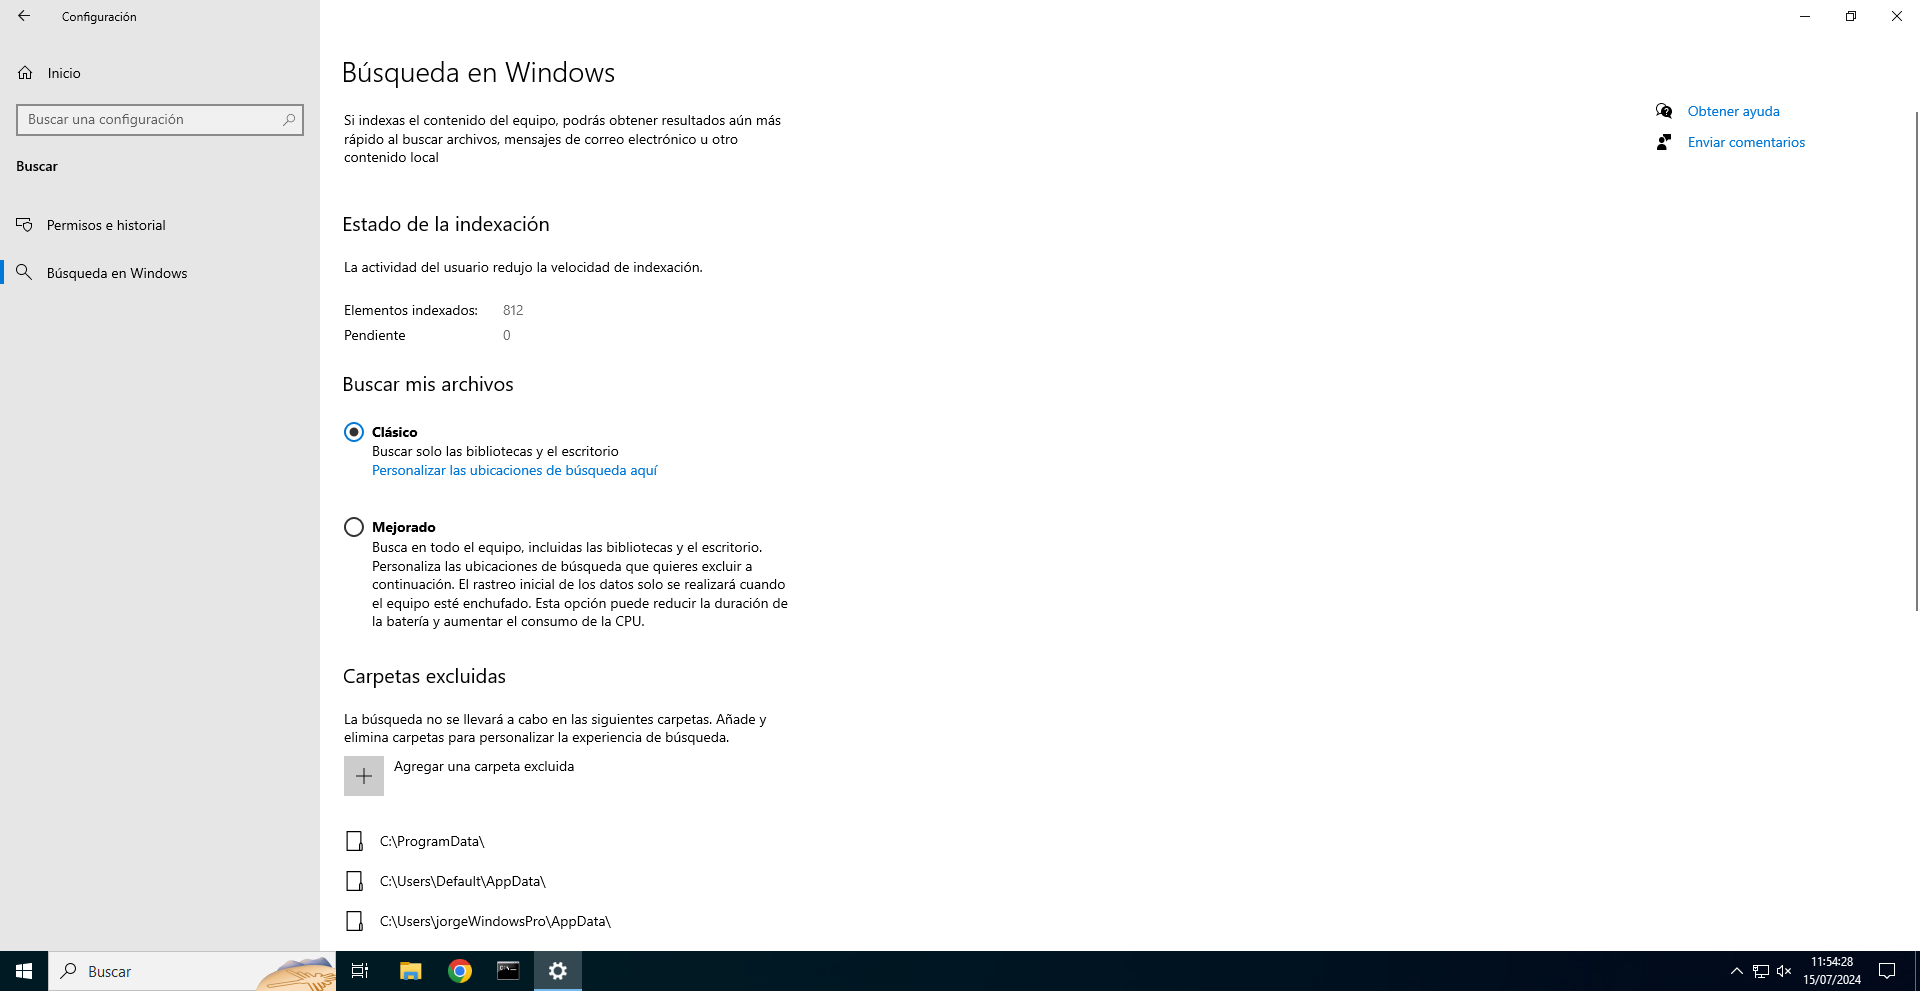 Configuración
Inicio
Buscar una configuración
Buscar
Permisos e historial
Búsqueda en Windows
Búsqueda en Windows
Si indexas el contenido del equipo, podrás obtener resultados aún más
rápido al buscar archivos, mensajes de correo electrónico u otro
contenido local
Estado de la indexación
La actividad del usuario redujo la velocidad de indexación.
Elementos indexados: 812
Pendiente 0
Buscar mis archivos
Clásico
Buscar solo las bibliotecas y el escritorio
Personalizar las ubicaciones de búsqueda aquí
Mejorado
Busca en todo el equipo, incluidas las bibliotecas y el escritorio.
Personaliza las ubicaciones de búsqueda que quieres excluir a
continuación. El rastreo inicial de los datos solo se realizará cuando
el equipo esté enchufado. Esta opción puede reducir la duración de
la batería y aumentar el consumo de la CPU.
Carpetas excluidas
La búsqueda no se llevará a cabo en las siguientes carpetas. Añade y
elimina carpetas para personalizar la experiencia de búsqueda.
Agregar una carpeta excluida
C:\ProgramData\
C:\Users\Default\AppData\
C:\Users\jorgeWindowsPro\AppData\
Obtener ayuda
Enviar comentarios
Buscar
11:54:28
15/07/2024